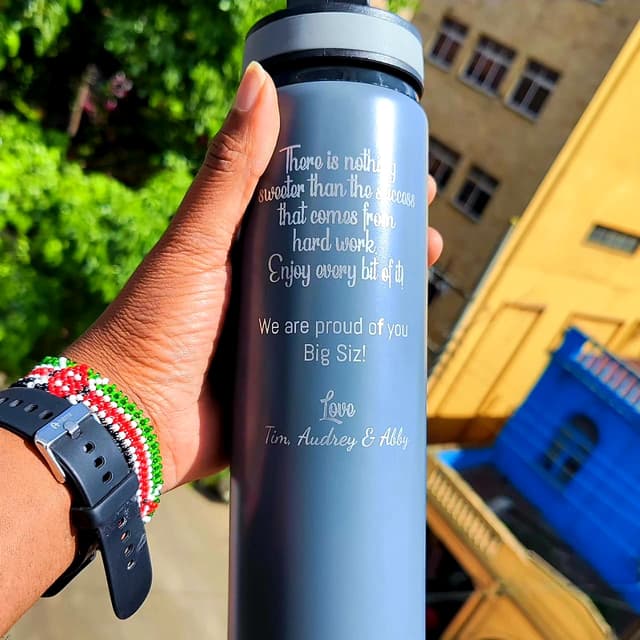 There is nothing
sweeter than the success
that comes from
hard work.
Enjoy every bit of it!
We are proud of you
Big Siz!
Love
Tim, Audrey & Abby